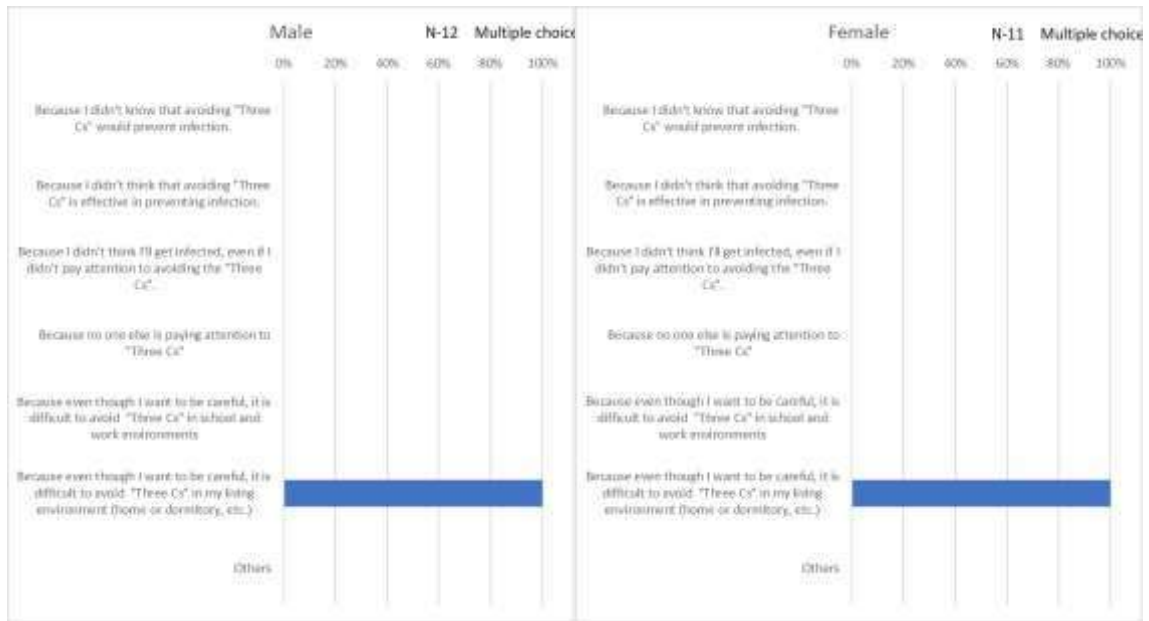 Male N-12 Multiple choice
0% 20% 40% 60% 80% 100%
Because I didn't know that avoiding "Three
Cs" would prevent infection.
Because I didn't think that avoiding "Three
Cs" is effective in preventing infection.
Because I didn't think I'll get infected, even if I
didn't pay attention to avoiding the "Three
Cs".
Because no one else is paying attention to
"Three Cs"
Because even though I want to be careful, it is
difficult to avoid "Three Cs" in school and
work environments
Because even though I want to be careful, it is
difficult to avoid "Three Cs" in my living
environment (home or dormitory, etc.)
Others
Female N-11 Multiple choice
0% 20% 40% 60% 80% 100%
Because I didn't know that avoiding "Three
Cs" would prevent infection.
Because I didn't think that avoiding "Three
Cs" is effective in preventing infection.
Because I didn't think I'll get infected, even if I
didn't pay attention to avoiding the "Three
Cs".
Because no one else is paying attention to
"Three Cs"
Because even though I want to be careful, it is
difficult to avoid "Three Cs" in school and
work environments
Because even though I want to be careful, it is
difficult to avoid "Three Cs" in my living
environment (home or dormitory, etc.)
Others